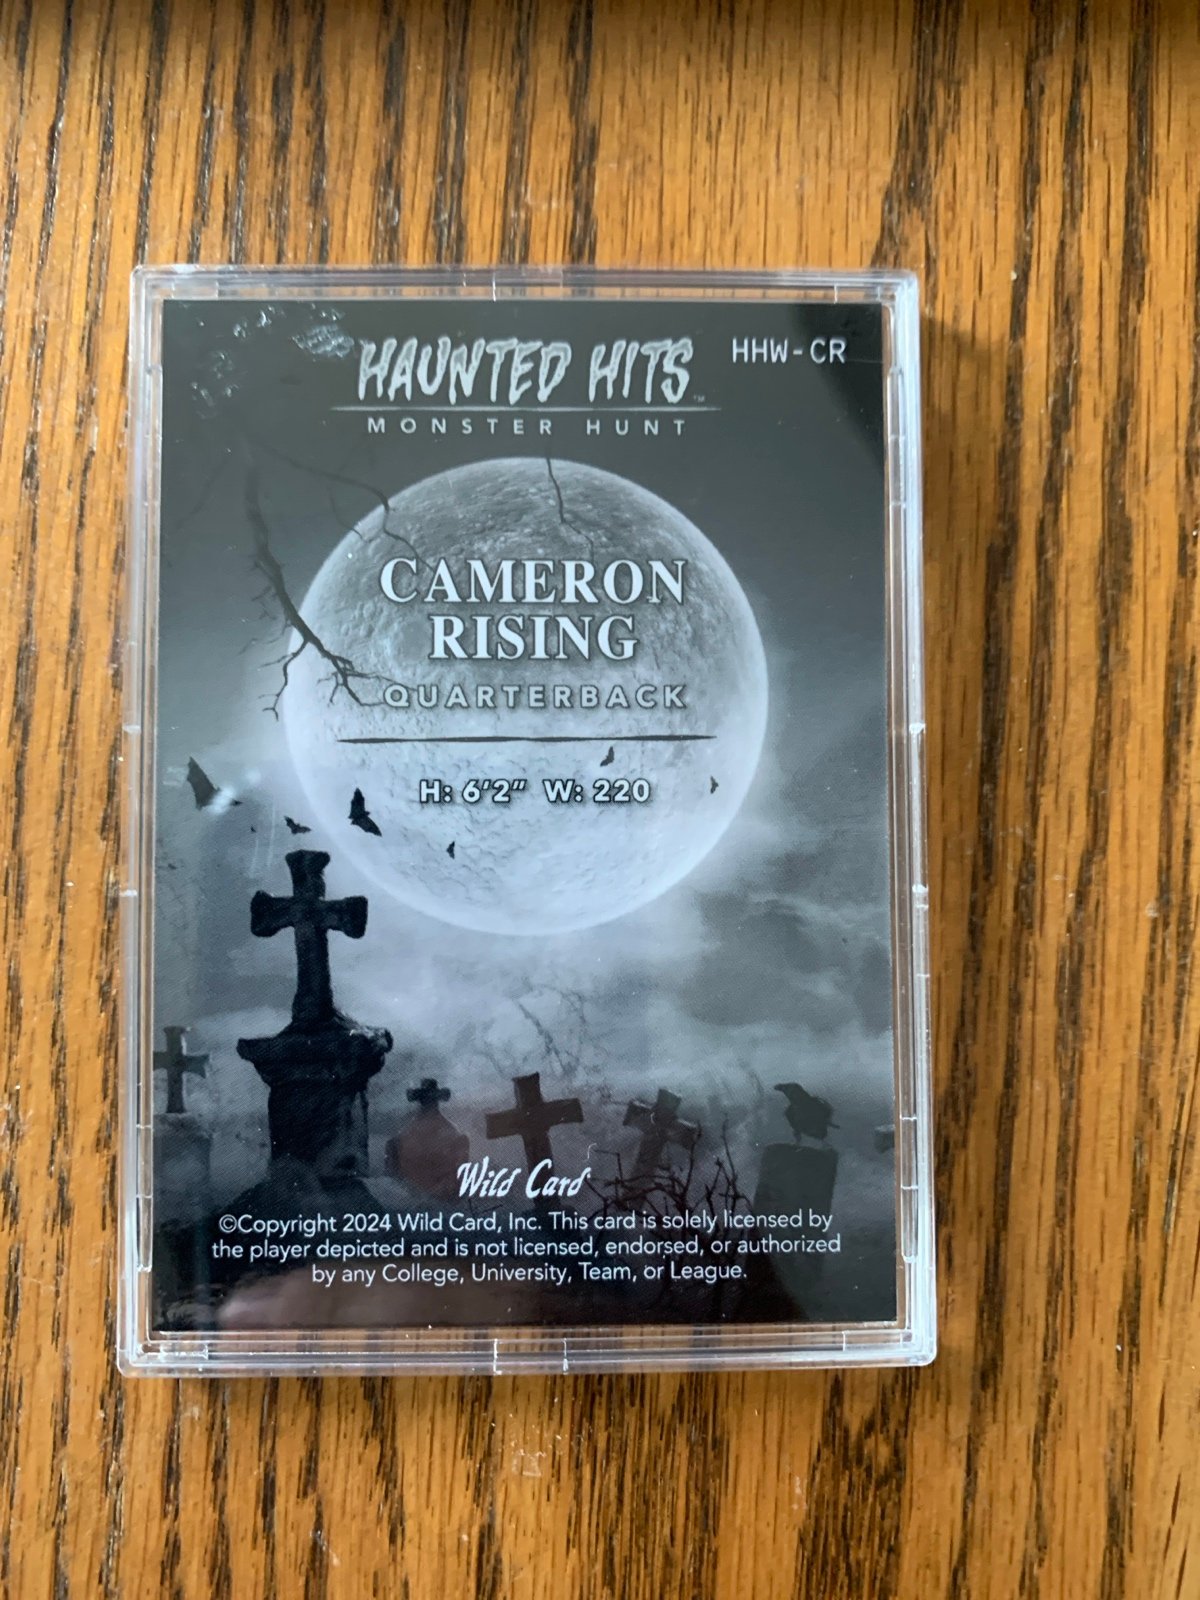 HAUNTED HITS™
HHW-CR
MONSTER HUNT
CAMERON
RISING
QUARTERBACK
H: 6'2" W: 220
Wild Card
©Copyright 2024 Wild Card, Inc. This card is solely licensed by
the player depicted and is not licensed, endorsed, or authorized
by any College, University, Team, or League.